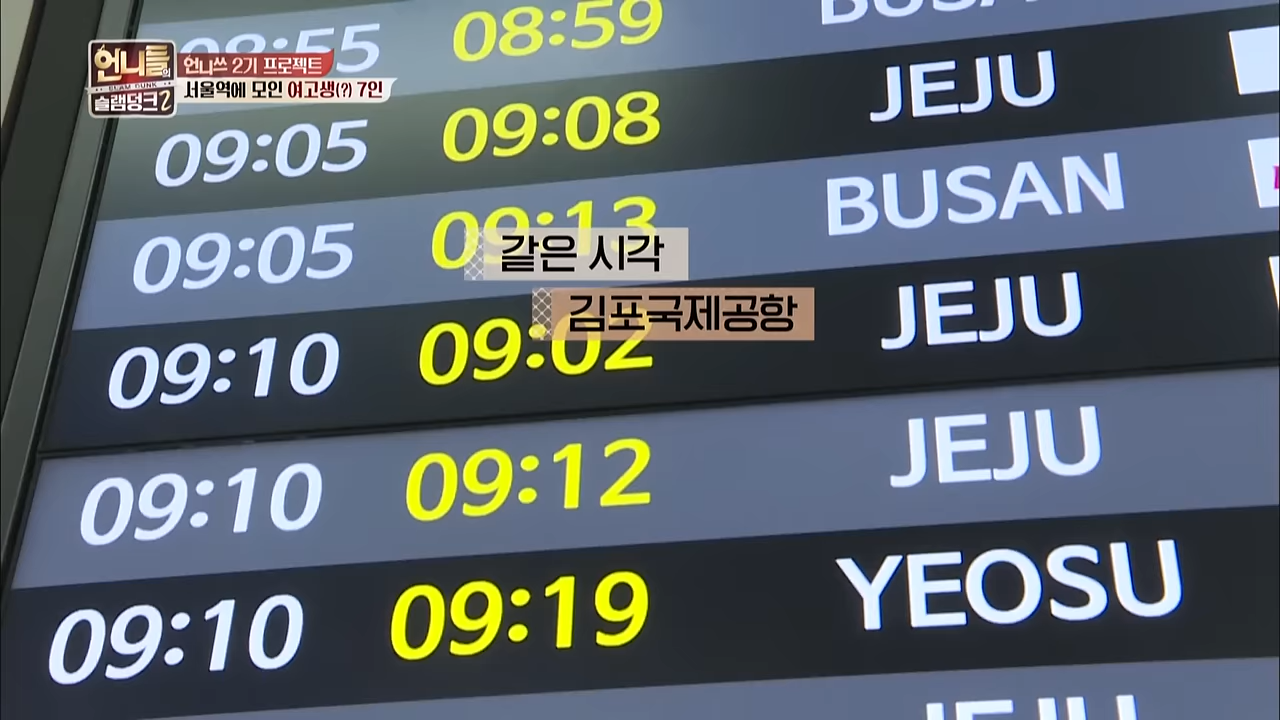 언니들의
SLAM DUNK
슬램덩크2
언니쓰 2기 프로젝트
서울역에 모인 여고생(?) 7인
08:55 08:59 BUSAN
09:05 09:08 JEJU
09:05 09:13 BUSAN
같은 시각
김포국제공항
09:10 09:02 JEJU
09:10 09:12 JEJU
09:10 09:19 YEOSU
JEJU